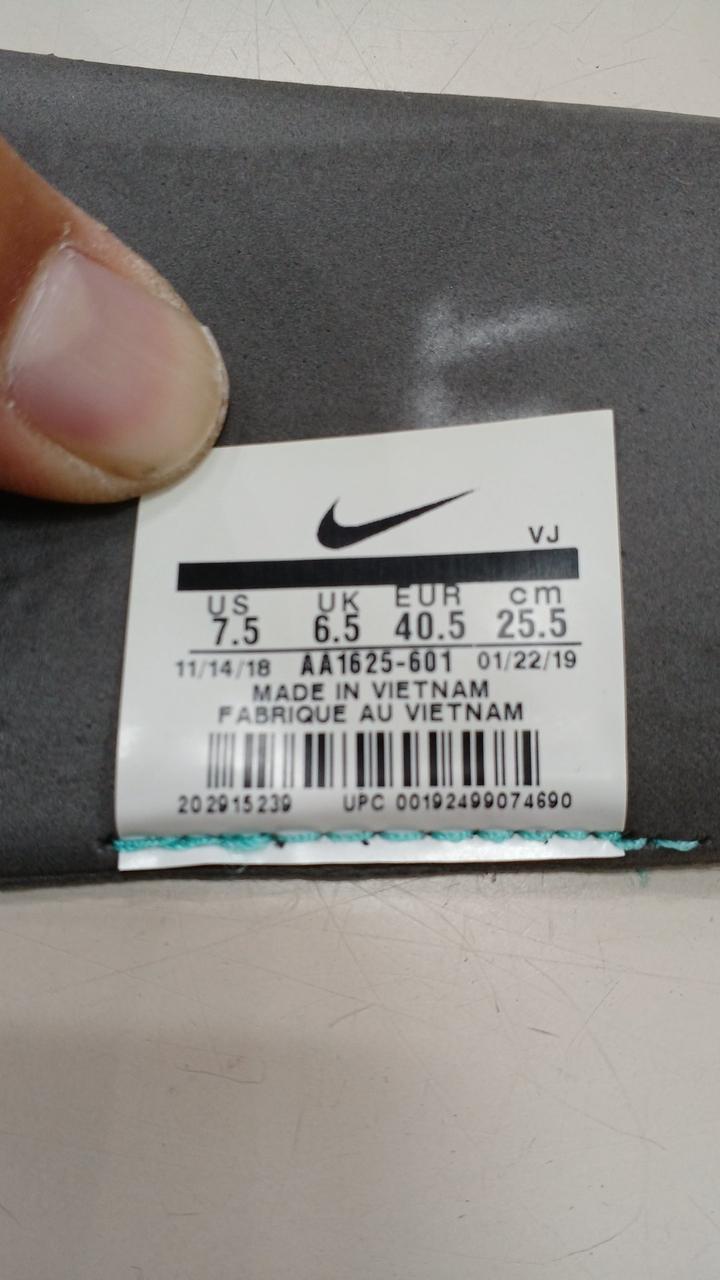 VJ
US UK EUR cm
7.5 6.5 40.5 25.5
11/14/18 AA1625-601 01/22/19
MADE IN VIETNAM
FABRIQUE AU VIETNAM
202915239 UPC 00192499074690